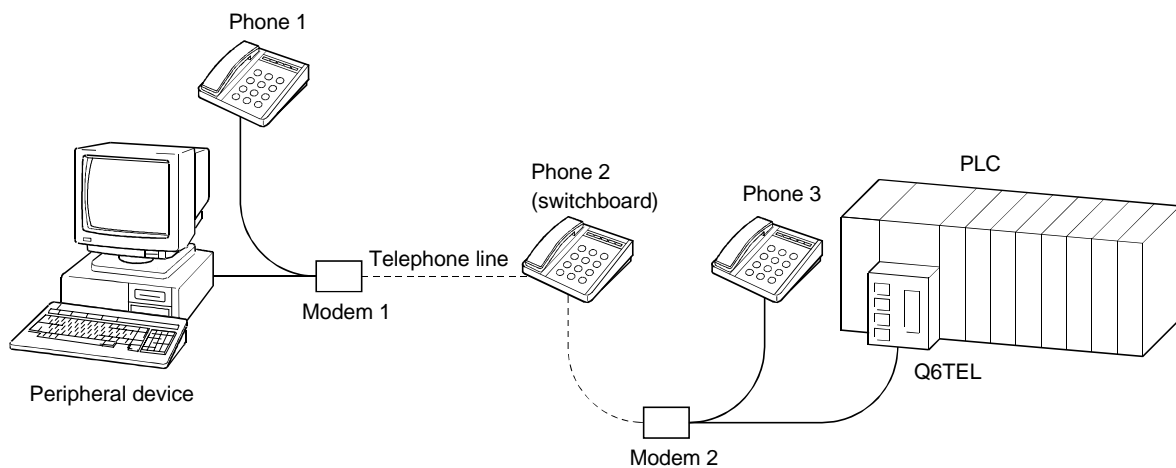 Phone 1
Phone 2
(switchboard)
Phone 3
PLC
Telephone line
Modem 1
Peripheral device
Q6TEL
Modem 2